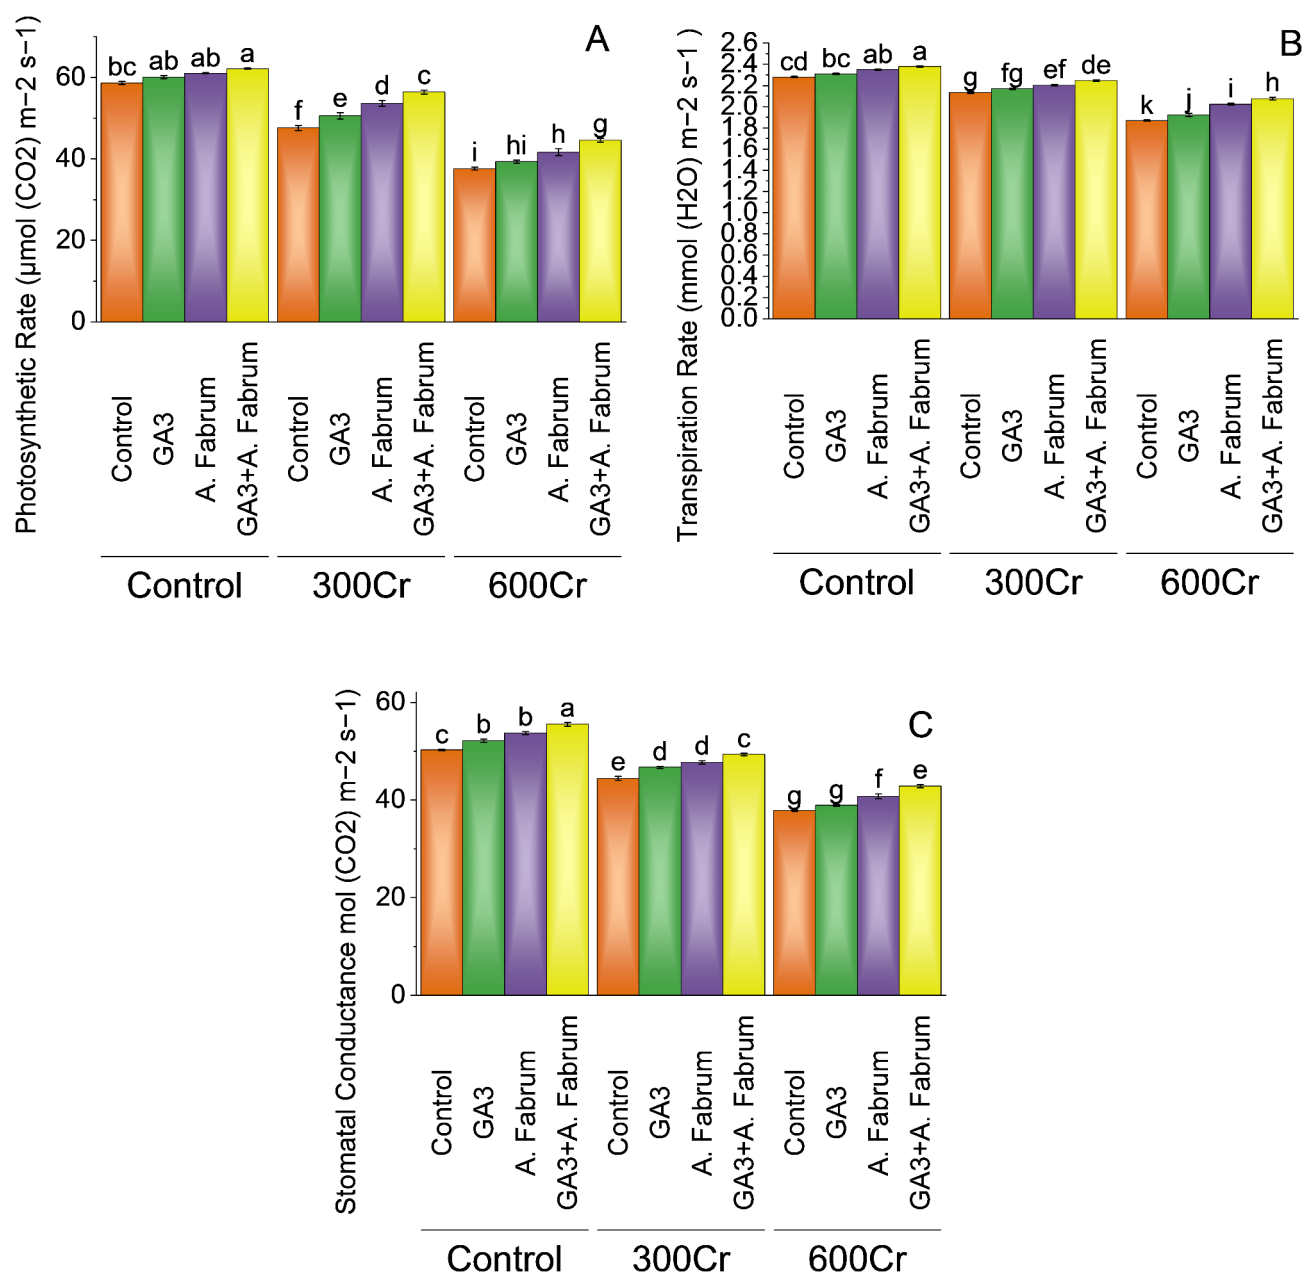 A
Photosynthetic Rate (μmol (CO2) m−2 s−1)
60
40
20
0
bc ab ab a
f e d c
i hi h g
Control GA3 A. Fabrum GA3+A. Fabrum
Control GA3 A. Fabrum GA3+A. Fabrum
Control GA3 A. Fabrum GA3+A. Fabrum
Control 300Cr 600Cr
B
Transpiration Rate (mmol (H2O) m−2 s−1 )
2.6
2.4
2.2
2.0
1.8
1.6
1.4
1.2
1.0
0.8
0.6
0.4
0.2
0.0
cd bc ab a
g fg ef de
k j i h
Control GA3 A. Fabrum GA3+A. Fabrum
Control GA3 A. Fabrum GA3+A. Fabrum
Control GA3 A. Fabrum GA3+A. Fabrum
Control 300Cr 600Cr
C
Stomatal Conductance mol (CO2) m−2 s−1)
60
40
20
0
c b b a
e d d c
g g f e
Control GA3 A. Fabrum GA3+A. Fabrum
Control GA3 A. Fabrum GA3+A. Fabrum
Control GA3 A. Fabrum GA3+A. Fabrum
Control 300Cr 600Cr